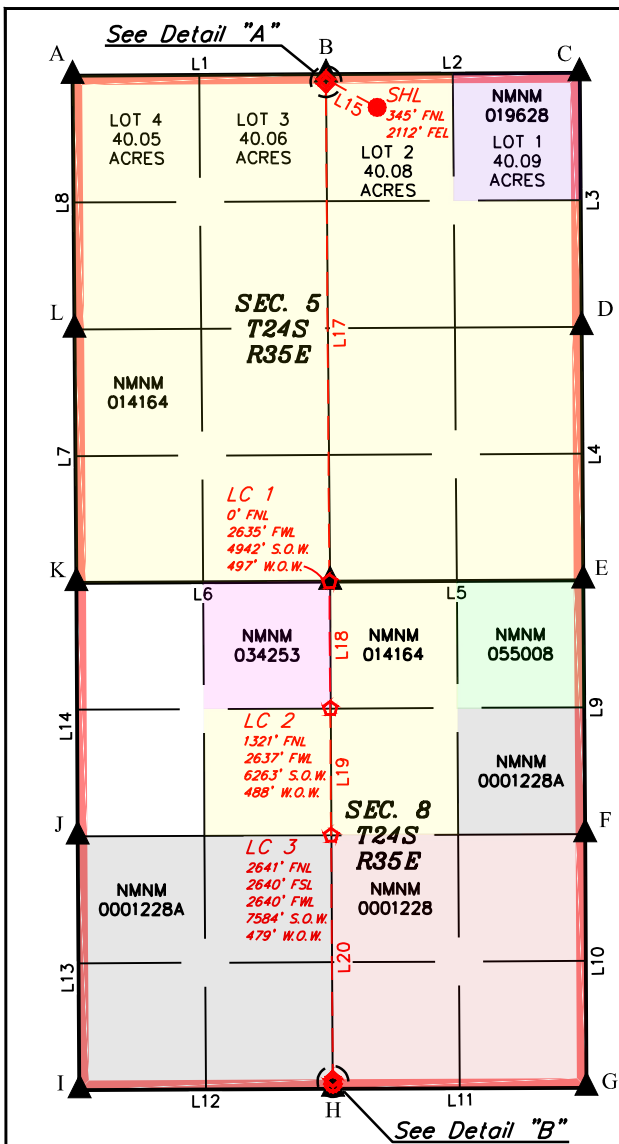 See Detail "A"
A
B
C
L1
L2
L15
SHL
345' FNL
2112' FEL
NMNM
019628
LOT 4
40.05
ACRES
LOT 3
40.06
ACRES
LOT 2
40.08
ACRES
LOT 1
40.09
ACRES
L8
L3
SEC. 5
T24S
R35E
L17
L
D
NMNM
014164
L7
L4
LC 1
0' FNL
2635' FWL
4942' S.O.W.
497' W.O.W.
K
E
L6
L5
NMNM
034253
L18
NMNM
014164
NMNM
055008
L14
L9
LC 2
1321' FNL
2637' FWL
6263' S.O.W.
488' W.O.W.
L19
NMNM
0001228A
SEC. 8
T24S
R35E
J
F
LC 3
2641' FNL
2640' FSL
2640' FWL
7584' S.O.W.
479' W.O.W.
NMNM
0001228A
NMNM
0001228
L13
L20
L10
I
H
G
L12
L11
See Detail "B"